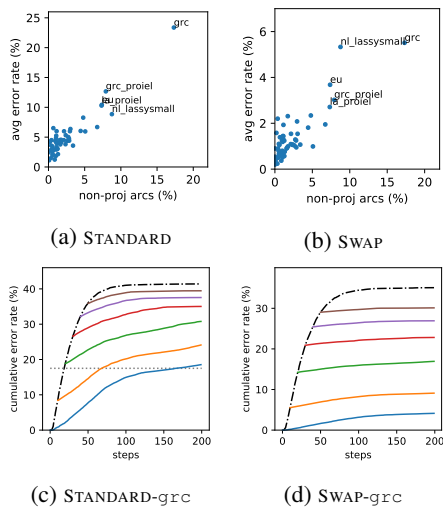 25
20
15
10
5
0
avg error rate (%)
grc
grc_proiel
eu
la_proiel
nl_lassysmall
0 5 10 15 20
non-proj arcs (%)
(a) STANDARD
6
4
2
0
avg error rate (%)
nl_lassysmall
grc
eu
grc_proiel
la_proiel
0 5 10 15 20
non-proj arcs (%)
(b) SWAP
40
30
20
10
0
cumulative error rate (%)
0 50 100 150 200
steps
(c) STANDARD-grc
30
20
10
0
cumulative error rate (%)
0 50 100 150 200
steps
(d) SWAP-grc